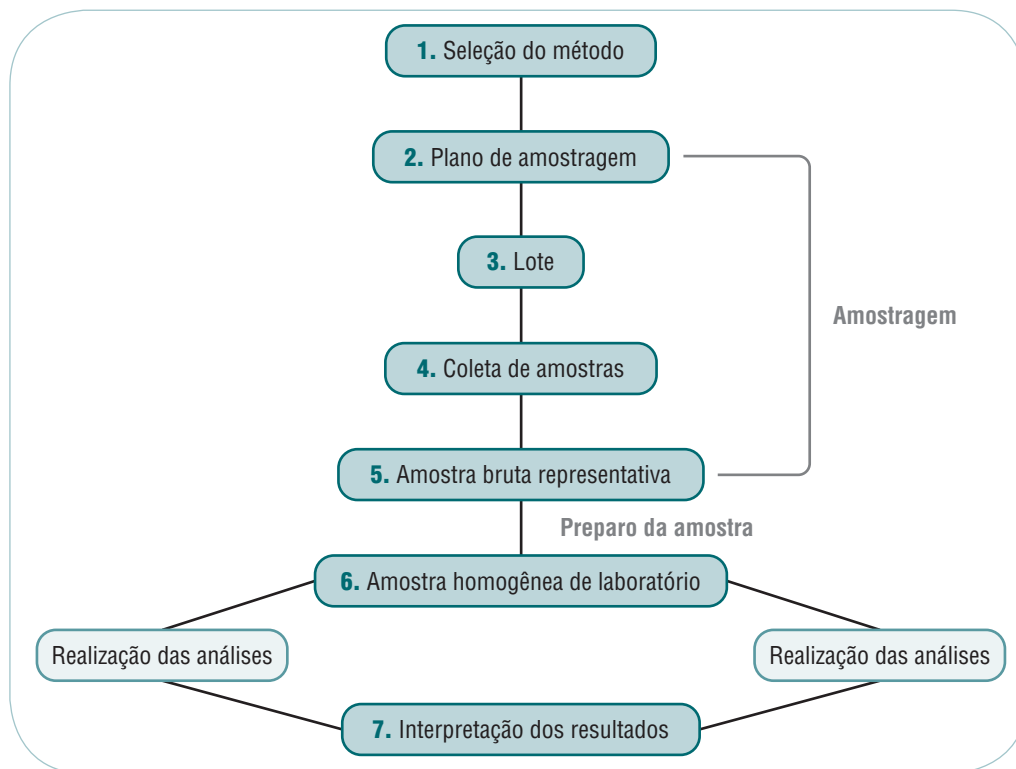 1. Seleção do método
2. Plano de amostragem
3. Lote
Amostragem
4. Coleta de amostras
5. Amostra bruta representativa
Preparo da amostra
6. Amostra homogênea de laboratório
Realização das análises
Realização das análises
7. Interpretação dos resultados